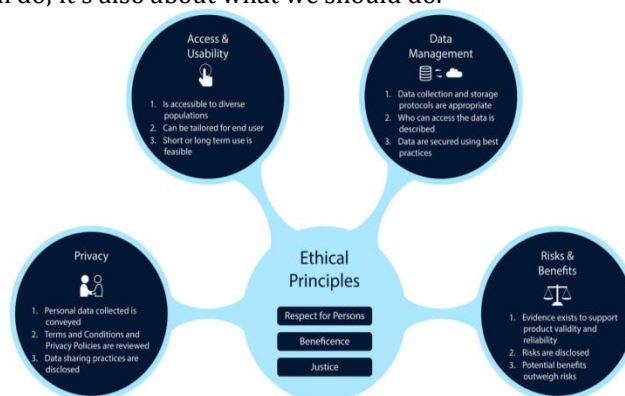 do, it's also about what we should do.
Access &
Usability
1. Is accessible to diverse
populations
2. Can be tailored for end user
3. Short or long term use is
feasible
Data
Management
1. Data collection and storage
protocols are appropriate
2. Who can access the data is
described
3. Data are secured using best
practices
Privacy
1. Personal data collected is
conveyed
2. Terms and Conditions and
Privacy Policies are reviewed
3. Data sharing practices are
disclosed
Ethical
Principles
Respect for Persons
Beneficence
Justice
Risks &
Benefits
1. Evidence exists to support
product validity and
reliability
2. Risks are disclosed
3. Potential benefits
outweigh risks